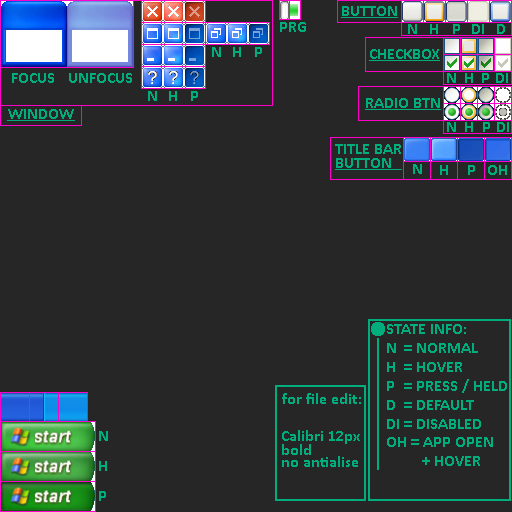 FOCUS UNFOCUS
N H P
N H P
WINDOW
PRG
BUTTON
N H P DI D
CHECKBOX
N H P DI
RADIO BTN
N H P DI
TITLE BAR
BUTTON
N H P OH
STATE INFO:
N = NORMAL
H = HOVER
P = PRESS / HELD
D = DEFAULT
DI = DISABLED
OH = APP OPEN
+ HOVER
for file edit:
Calibri 12px
bold
no antialise
start N
start H
start P